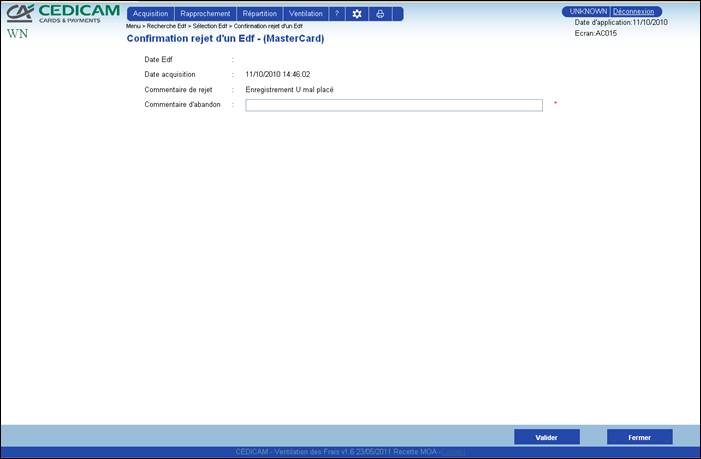 CEDICAM
CARDS & PAYMENTS
WN
Acquisition Rapprochement Répartition Ventilation ?
UNKNOWN Déconnexion
Date d'application:11/10/2010
Ecran:AC015
Menu > Recherche Edf > Sélection Edf > Confirmation rejet d'un Edf
Confirmation rejet d'un Edf - (MasterCard)
Date Edf :
Date acquisition : 11/10/2010 14:46:02
Commentaire de rejet : Enregistrement U mal placé
Commentaire d'abandon : *
Valider Fermer
CEDICAM - Ventilation des Frais v1.6 23/05/2011 Recette MOA -